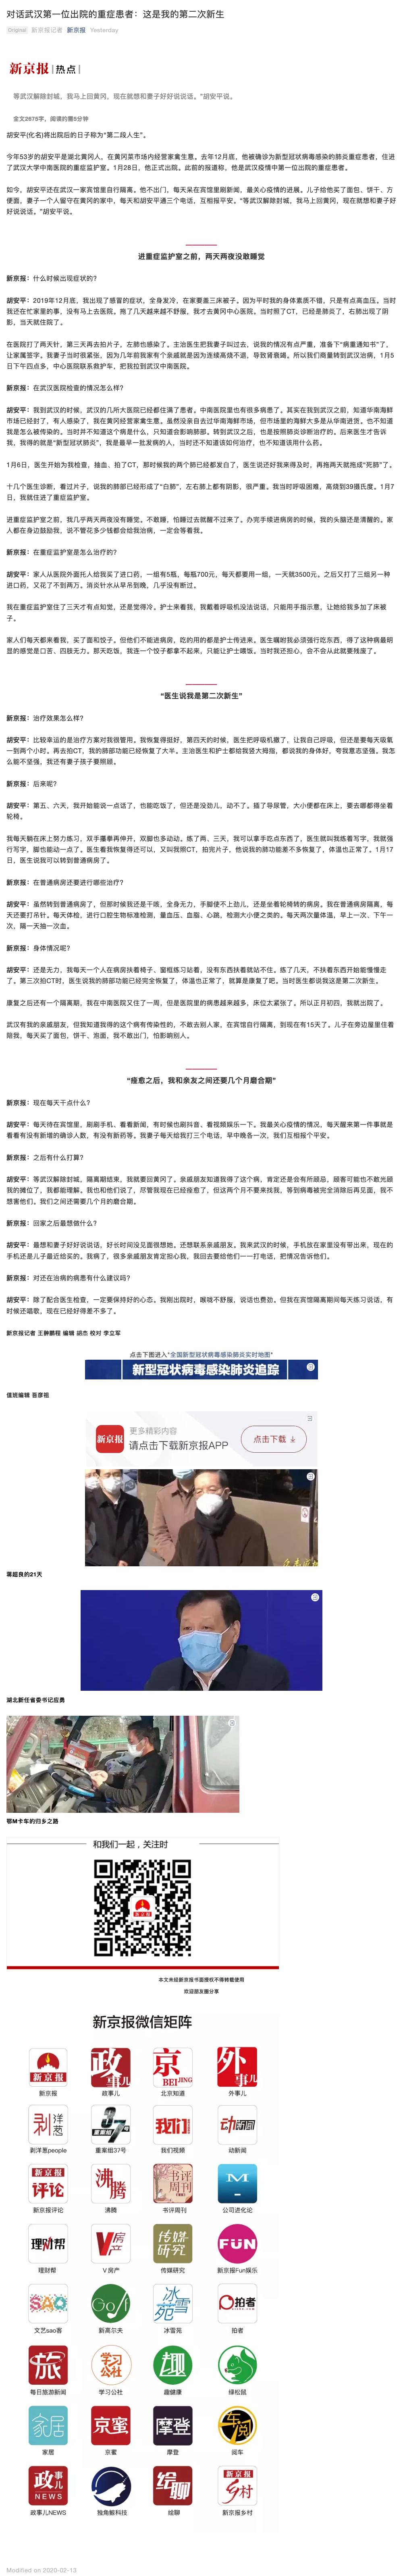 对话武汉第一位出院的重症患者：这是我的第二次新生
Original 新京报记者 新京报 Yesterday
新京报 | 热点 |
等武汉解除封城，我马上回黄冈，现在就想和妻子好好说说话。”胡安平说。
全文2675字，阅读约需5分钟
胡安平(化名)将出院后的日子称为“第二段人生”。
今年53岁的胡安平是湖北黄冈人，在黄冈菜市场内经营家禽生意。去年12月底，他被确诊为新型冠状病毒感染的肺炎重症患者，住进
了武汉大学中南医院的重症监护室。1月28日，他正式出院。此前的报道称，他是武汉疫情中第一位出院的重症患者。
如今，胡安平还在武汉一家宾馆里自行隔离。他不出门，每天呆在宾馆里刷新闻，最关心疫情的进展。儿子给他买了面包、饼干、方
便面，妻子一个人留守在黄冈的家中，每天和胡安平通三个电话，互相报平安。“等武汉解除封城，我马上回黄冈，现在就想和妻子好
好说说话。”胡安平说。
进重症监护室之前，两天两夜没敢睡觉
新京报：什么时候出现症状的？
胡安平：2019年12月底，我出现了感冒的症状，全身发冷，在家要盖三床被子。因为平时我的身体素质不错，只是有点高血压。当时
我还在忙家里的事，没有马上去医院。拖了几天越来越不舒服，我才去黄冈中心医院。当时照了CT，已经是肺炎了，右肺出现了阴
影，当天就住院了。
在医院打了两天针，第三天再去拍片子，左肺也感染了。主治医生把我妻子叫过去，说我的情况有点严重，准备下“病重通知书”了，
让家属签字。我妻子当时很紧张，因为几年前我家有个亲戚就是因为连续高烧不退，导致肾衰竭。所以我们商量转到武汉治病，1月5
日下午四点多，中心医院联系救护车，把我拉到武汉中南医院。
新京报：在武汉医院检查的情况怎么样？
胡安平：我到武汉的时候，武汉的几所大医院已经都住满了患者。中南医院里也有很多病患了。其实在我到武汉之前，知道华南海鲜
市场已经封了，有人感染了，我在黄冈经营家禽生意。虽然没亲自去过华南海鲜市场，但市场里的海鲜大多是从华南进货。也不知道
我是怎么被传染的。当时并不知道这个病是什么，只知道会影响肺部。转到武汉之后，也是按照肺炎诊断治疗的。后来医生才告诉
我，我得的就是“新型冠状肺炎”，我是最早一批发病的人，当时还不知道该如何治疗，也不知道该用什么药。
1月6日，医生开始为我检查，抽血、拍了CT，那时候我的两个肺已经都发白了，医生说还好我来得及时，再拖两天就拖成“死肺”了。
十几个医生诊断，看过片子，说我的肺部已经形成了“白肺”，左右肺上都有阴影，很严重。我当时呼吸困难，高烧到39摄氏度。1月7
日，我就住进了重症监护室。
进重症监护室之前，我几乎两天两夜没有睡觉。不敢睡，怕睡过去就醒不过来了。办完手续进病房的时候，我的头脑还是清醒的。家
人都在身边鼓励我，说不管花多少钱都会给我治病，一定会等着我。
新京报：在重症监护室是怎么治疗的？
胡安平：家人从医院外面托人给我买了进口药，一组有5瓶，每瓶700元，每天都要用一组，一天就3500元。之后又打了三组另一种
进口药，又花了不到两万。消炎针水从早吊到晚，几乎没有断过。
我在重症监护室住了三天才有点知觉，还是觉得冷。护士来看我，我戴着呼吸机没法说话，只能用手指示意，让她给我多加了床被
子。
家人们每天都来看我，买了面和饺子。但他们不能进病房，吃的用的都是护士传进来。医生嘱咐我必须强行吃东西，得了这种病最明
显的感觉是口苦、四肢无力。那天吃饭，我连一个饺子都拿不起来，只能让护士喂饭。当时我还担心，会不会从此就要残废了。
“医生说我是第二次新生”
新京报：治疗效果怎么样？
胡安平：比较幸运的是治疗方案对我很管用。我恢复得挺好，第四天的时候，医生把呼吸机撤了，让我自己呼吸，但还是要每天吸氧
一到两个小时。再去拍CT，我的肺部功能已经恢复了大半。主治医生和护士都给我竖大拇指，都说我的身体好，夸我意志坚强。我怎
么能不坚强，我还有妻子孩子要照顾。
新京报：后来呢？
胡安平：第五、六天，我开始能说一点话了，也能吃饭了，但还是没劲儿，动不了。插了导尿管，大小便都在床上、要去哪都得坐着
轮椅。
我每天躺在床上努力练习，双手攥拳再伸开，双脚也多动动。练了两、三天，我可以拿手吃点东西了，医生就叫我练着写字，我就强
行写字，脚也能动一点了。医生看我恢复得还可以，又叫我照CT，拍完片子，他说我的肺功能差不多恢复了，体温也正常了。1月17
日，医生说我可以转到普通病房了。
新京报：在普通病房还要进行哪些治疗？
胡安平：虽然转到普通病房了，但那时候我还是干咳，全身无力，手脚使不上劲儿，还是坐着轮椅转的病房。我在普通病房隔离，每
天还要打吊针。每天体检，进行口腔生物标准检测，量血压、血脂、心跳，检测大小便之类的。每天两次量体温，早上一次、下午一
次，隔一天抽一次血。
新京报：身体情况呢？
胡安平：还是无力，我每天一个人在病房扶着椅子、窗框练习站着，没有东西扶着就站不住。练了几天，不扶着东西开始能慢慢走
了。第三次拍CT时，医生说我的肺部功能已经完全恢复了，体温也正常了，就算是康复了吧。当时医生都说我这是第二次新生。
康复之后还有一个隔离期，我在中南医院又住了一周，但是医院里的病患越来越多，床位太紧张了。所以正月初四，我就出院了。
武汉有我的亲戚朋友，但我知道我得的这个病有传染性的，不敢去别人家，在宾馆自行隔离，到现在有15天了。儿子在旁边屋里住着
陪我，每天买了面包，饼干、泡面，我不敢出门，怕影响别人。
“痊愈之后，我和亲友之间还要几个月磨合期”
新京报：现在每天干点什么？
胡安平：每天待在宾馆里，刷刷手机、看看新闻，有时候也刷抖音、看视频娱乐一下。我最关心疫情的情况，每天醒来第一件事就是
看看有没有新增的确诊人数，有没有新药等。我妻子每天给我打三个电话，早中晚各一次，我们互相报个平安。
新京报：之后有什么打算？
胡安平：等武汉解除封城，隔离期结束，我就要回黄冈了。亲戚朋友知道我得了这个病，肯定还是会有所顾忌，顾客可能也不敢光顾
我的摊位了，我都能理解。我也和他们说了，尽管我现在已经痊愈了，但这两个月不要来找我，等到病毒被完全消除后再见面，我不
想害他们。我们之间还需要几个月的磨合期。
新京报：回家之后最想做什么？
胡安平：最想和妻子好好说说话，好长时间没见面很想她。还想联系亲戚朋友。我来武汉的时候，手机放在家里没有带出来，现在的
手机还是儿子最近给买的。我病了，很多亲戚朋友肯定担心我，我回去要给他们一一打电话，把情况告诉他们。
新京报：对还在治病的病患有什么建议吗？
胡安平：除了配合医生检查，一定要保持好的心态。我刚出院时，喉咙不舒服，说话也费劲。但我在宾馆隔离期间每天练习说话，有
时候还唱歌，现在已经好得差不多了。
新京报记者 王翀鹏程 编辑 胡杰 校对 李立军
点击下图进入“全国新型冠状病毒感染肺炎实时地图”
新型冠状病毒感染肺炎追踪
值班编辑 吾彦祖
新京报
更多精彩内容
请点击下载新京报APP
点击下载
蒋超良的21天
湖北新任省委书记应勇
鄂M卡车的归乡之路
和我们一起，关注时
本文未经新京报书面授权不得转载使用
欢迎朋友圈分享
新京报微信矩阵
新京报 政事儿 北京知道 外事儿
剥洋葱people 重案组37号 我们视频 动新闻
新京报评论 沸腾 书评周刊 公司进化论
理财帮 V房产 传媒研究 新京报Fun娱乐
文艺sao客 新高尔夫 冰雪苑 拍者
每日旅游新闻 学习公社 趣健康 绿松鼠
家居 京蜜 摩登 阅车
政事儿NEWS 独角鲸科技 绘聊 新京报乡村
Modified on 2020-02-13